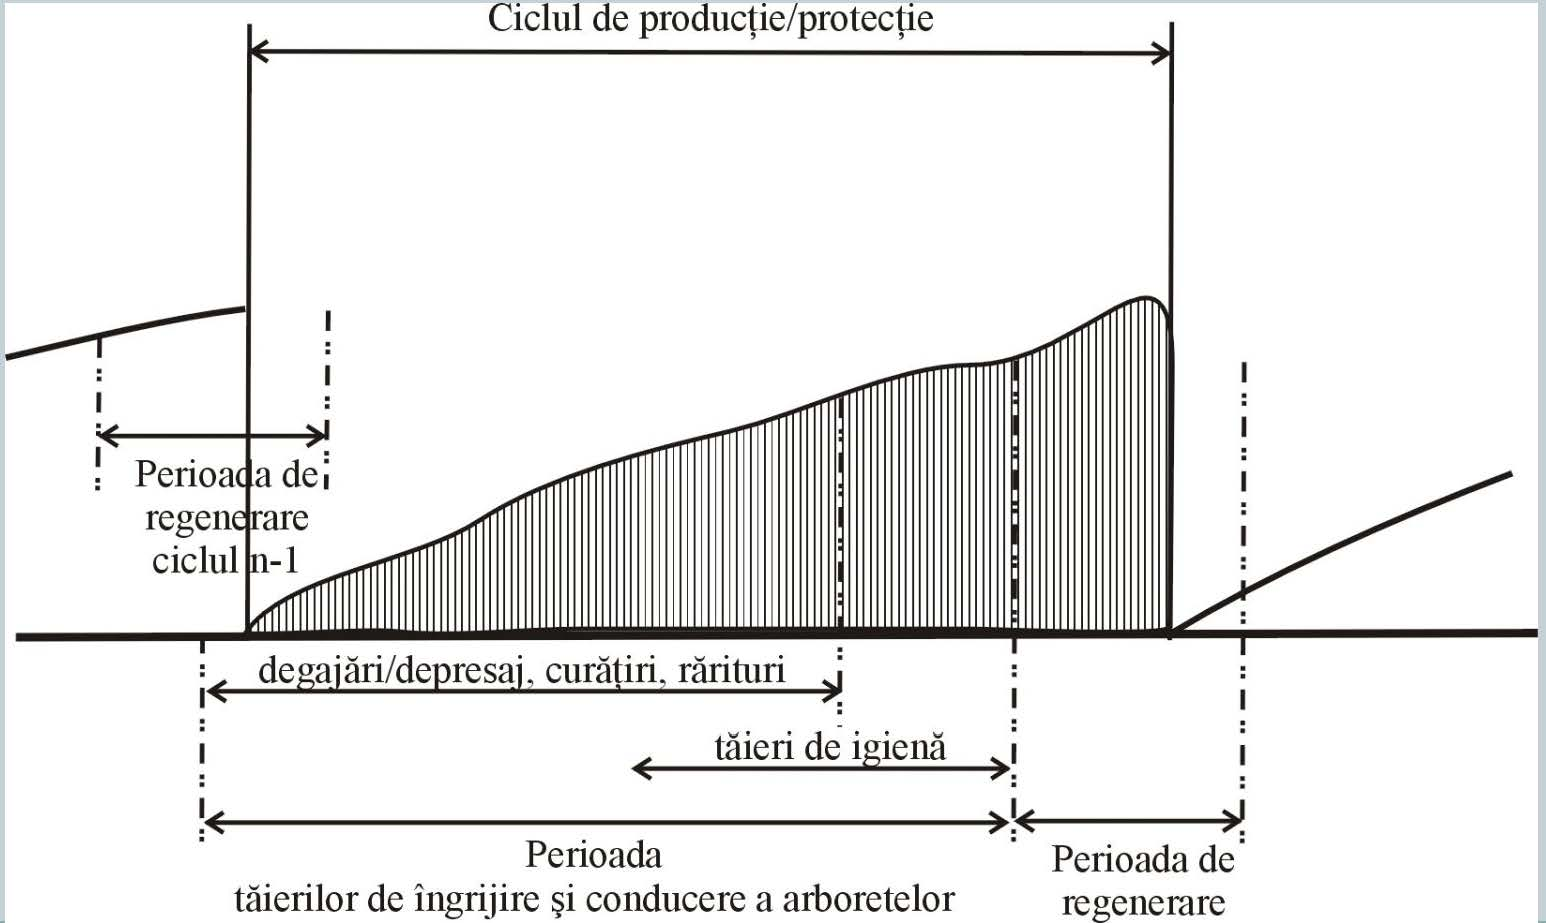 Ciclul de producție/protecție
Perioada de
regenerare
ciclul n-1
degajări/depresaj, curățiri, rărituri
tăieri de igienă
Perioada
tăierilor de îngrijire şi conducere a arboretelor
Perioada de
regenerare